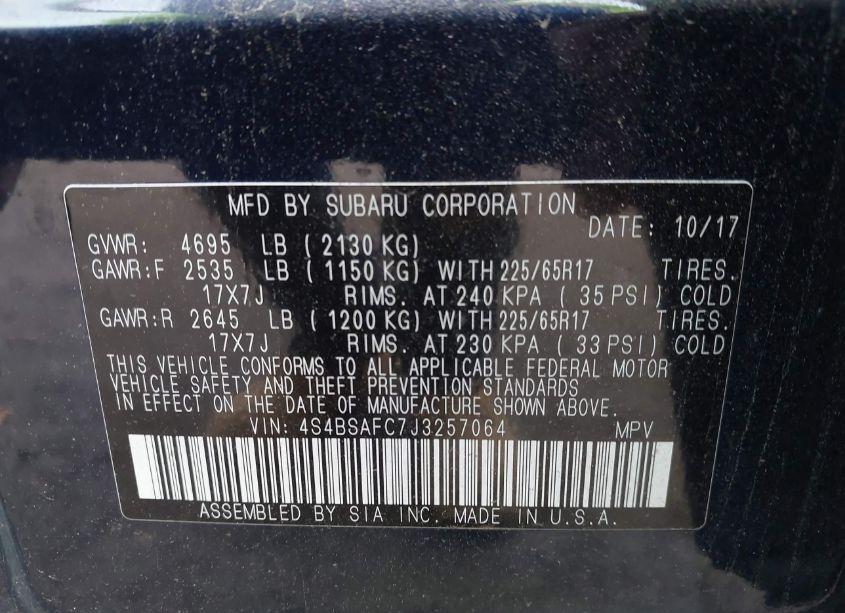 MFD BY SUBARU CORPORATION
DATE: 10/17
GVWR: 4695 LB ( 2130 KG)
GAWR:F 2535 LB ( 1150 KG) WITH 225/65R17 TIRES.
17X7J RIMS. AT 240 KPA ( 35 PSI) COLD
GAWR:R 2645 LB ( 1200 KG) WITH 225/65R17 TIRES.
17X7J RIMS. AT 230 KPA ( 33 PSI) COLD
THIS VEHICLE CONFORMS TO ALL APPLICABLE FEDERAL MOTOR
VEHICLE SAFETY AND THEFT PREVENTION STANDARDS
IN EFFECT ON THE DATE OF MANUFACTURE SHOWN ABOVE.
VIN: 4S4BSAFC7J3257064 MPV
ASSEMBLED BY SIA INC. MADE IN U.S.A.